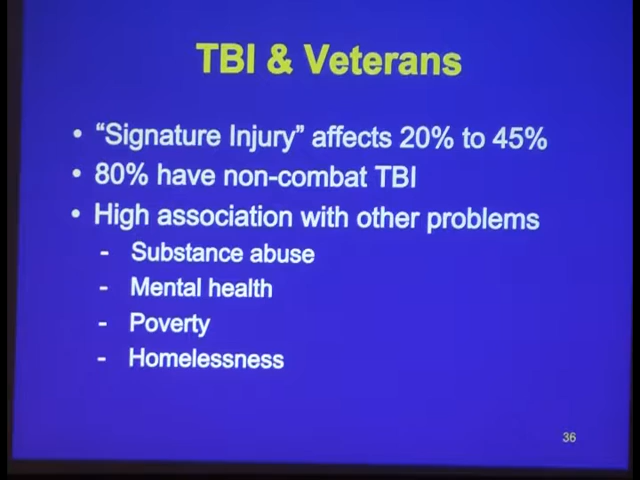 TBI & Veterans
• “Signature Injury” affects 20% to 45%
• 80% have non-combat TBI
• High association with other problems
- Substance abuse
- Mental health
- Poverty
- Homelessness
36